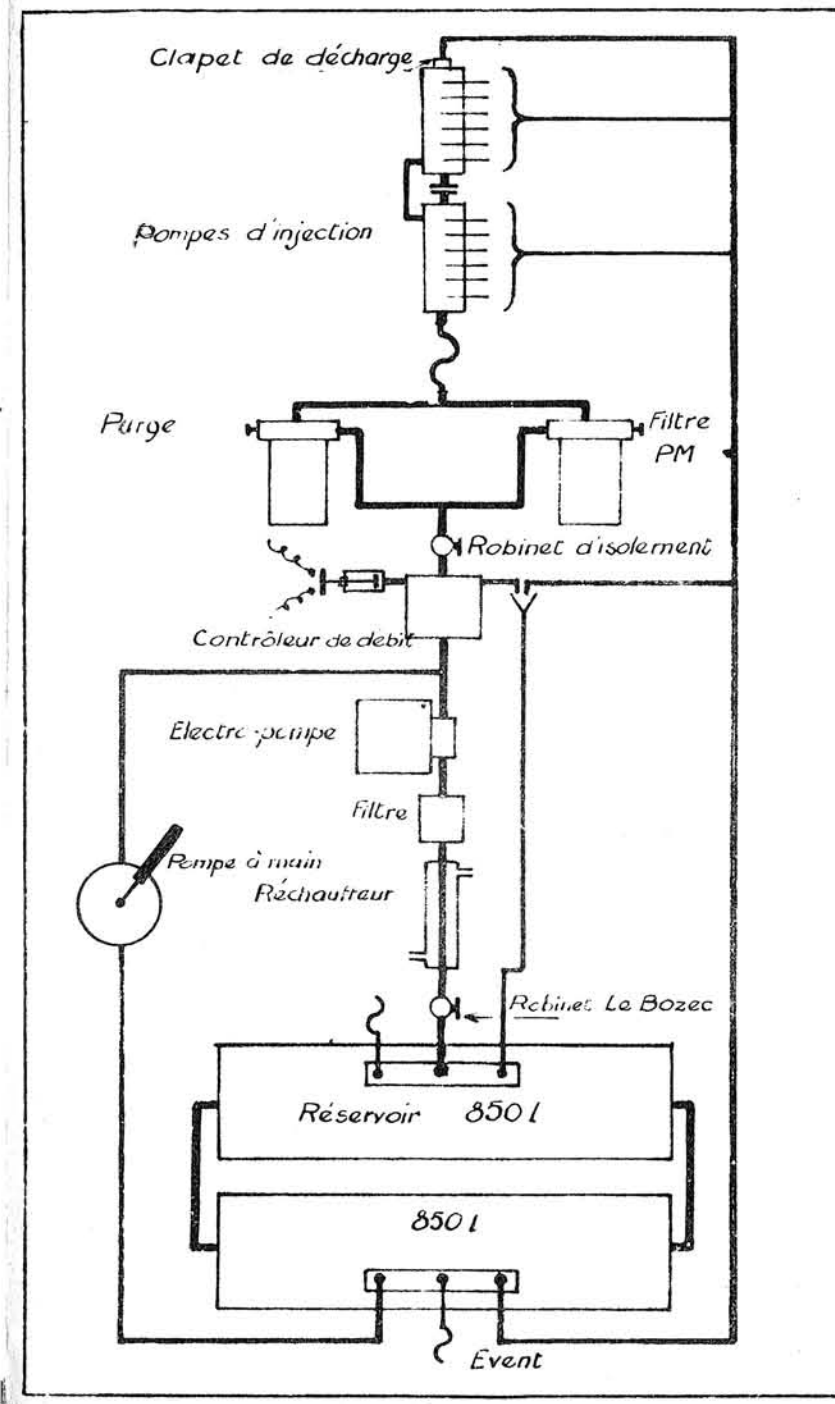 Clapet de décharge
Pompes d'injection
Purge
Filtre
PM
Robinet d'isolement
Contrôleur de debit
Electro-pompe
Filtre
Pompe à main
Réchauffeur
Robinet Le Bozec
Réservoir 850 l
850 l
Event